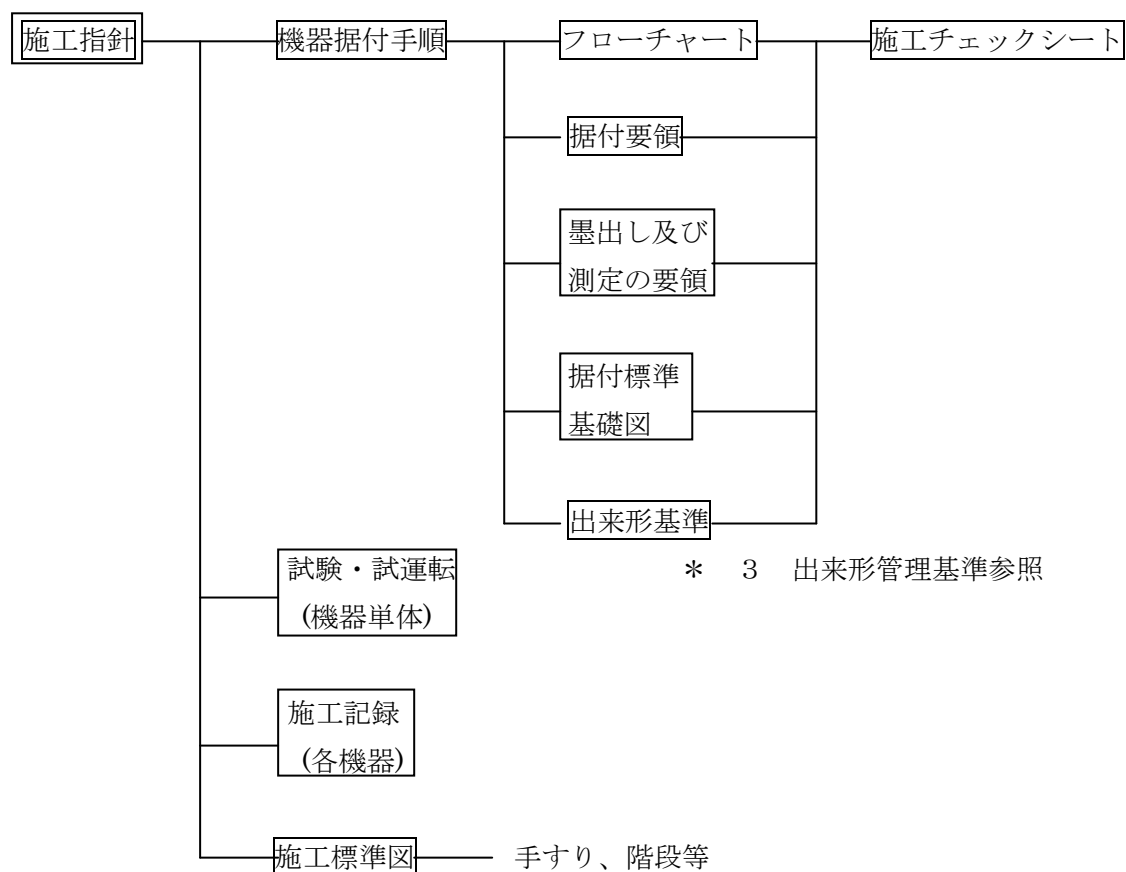 施工指針 機器据付手順 フローチャート 施工チェックシート
据付要領
墨出し及び
測定の要領
据付標準
基礎図
出来形基準
＊ ３ 出来形管理基準参照
試験・試運転
(機器単体)
施工記録
(各機器)
施工標準図 手すり、階段等